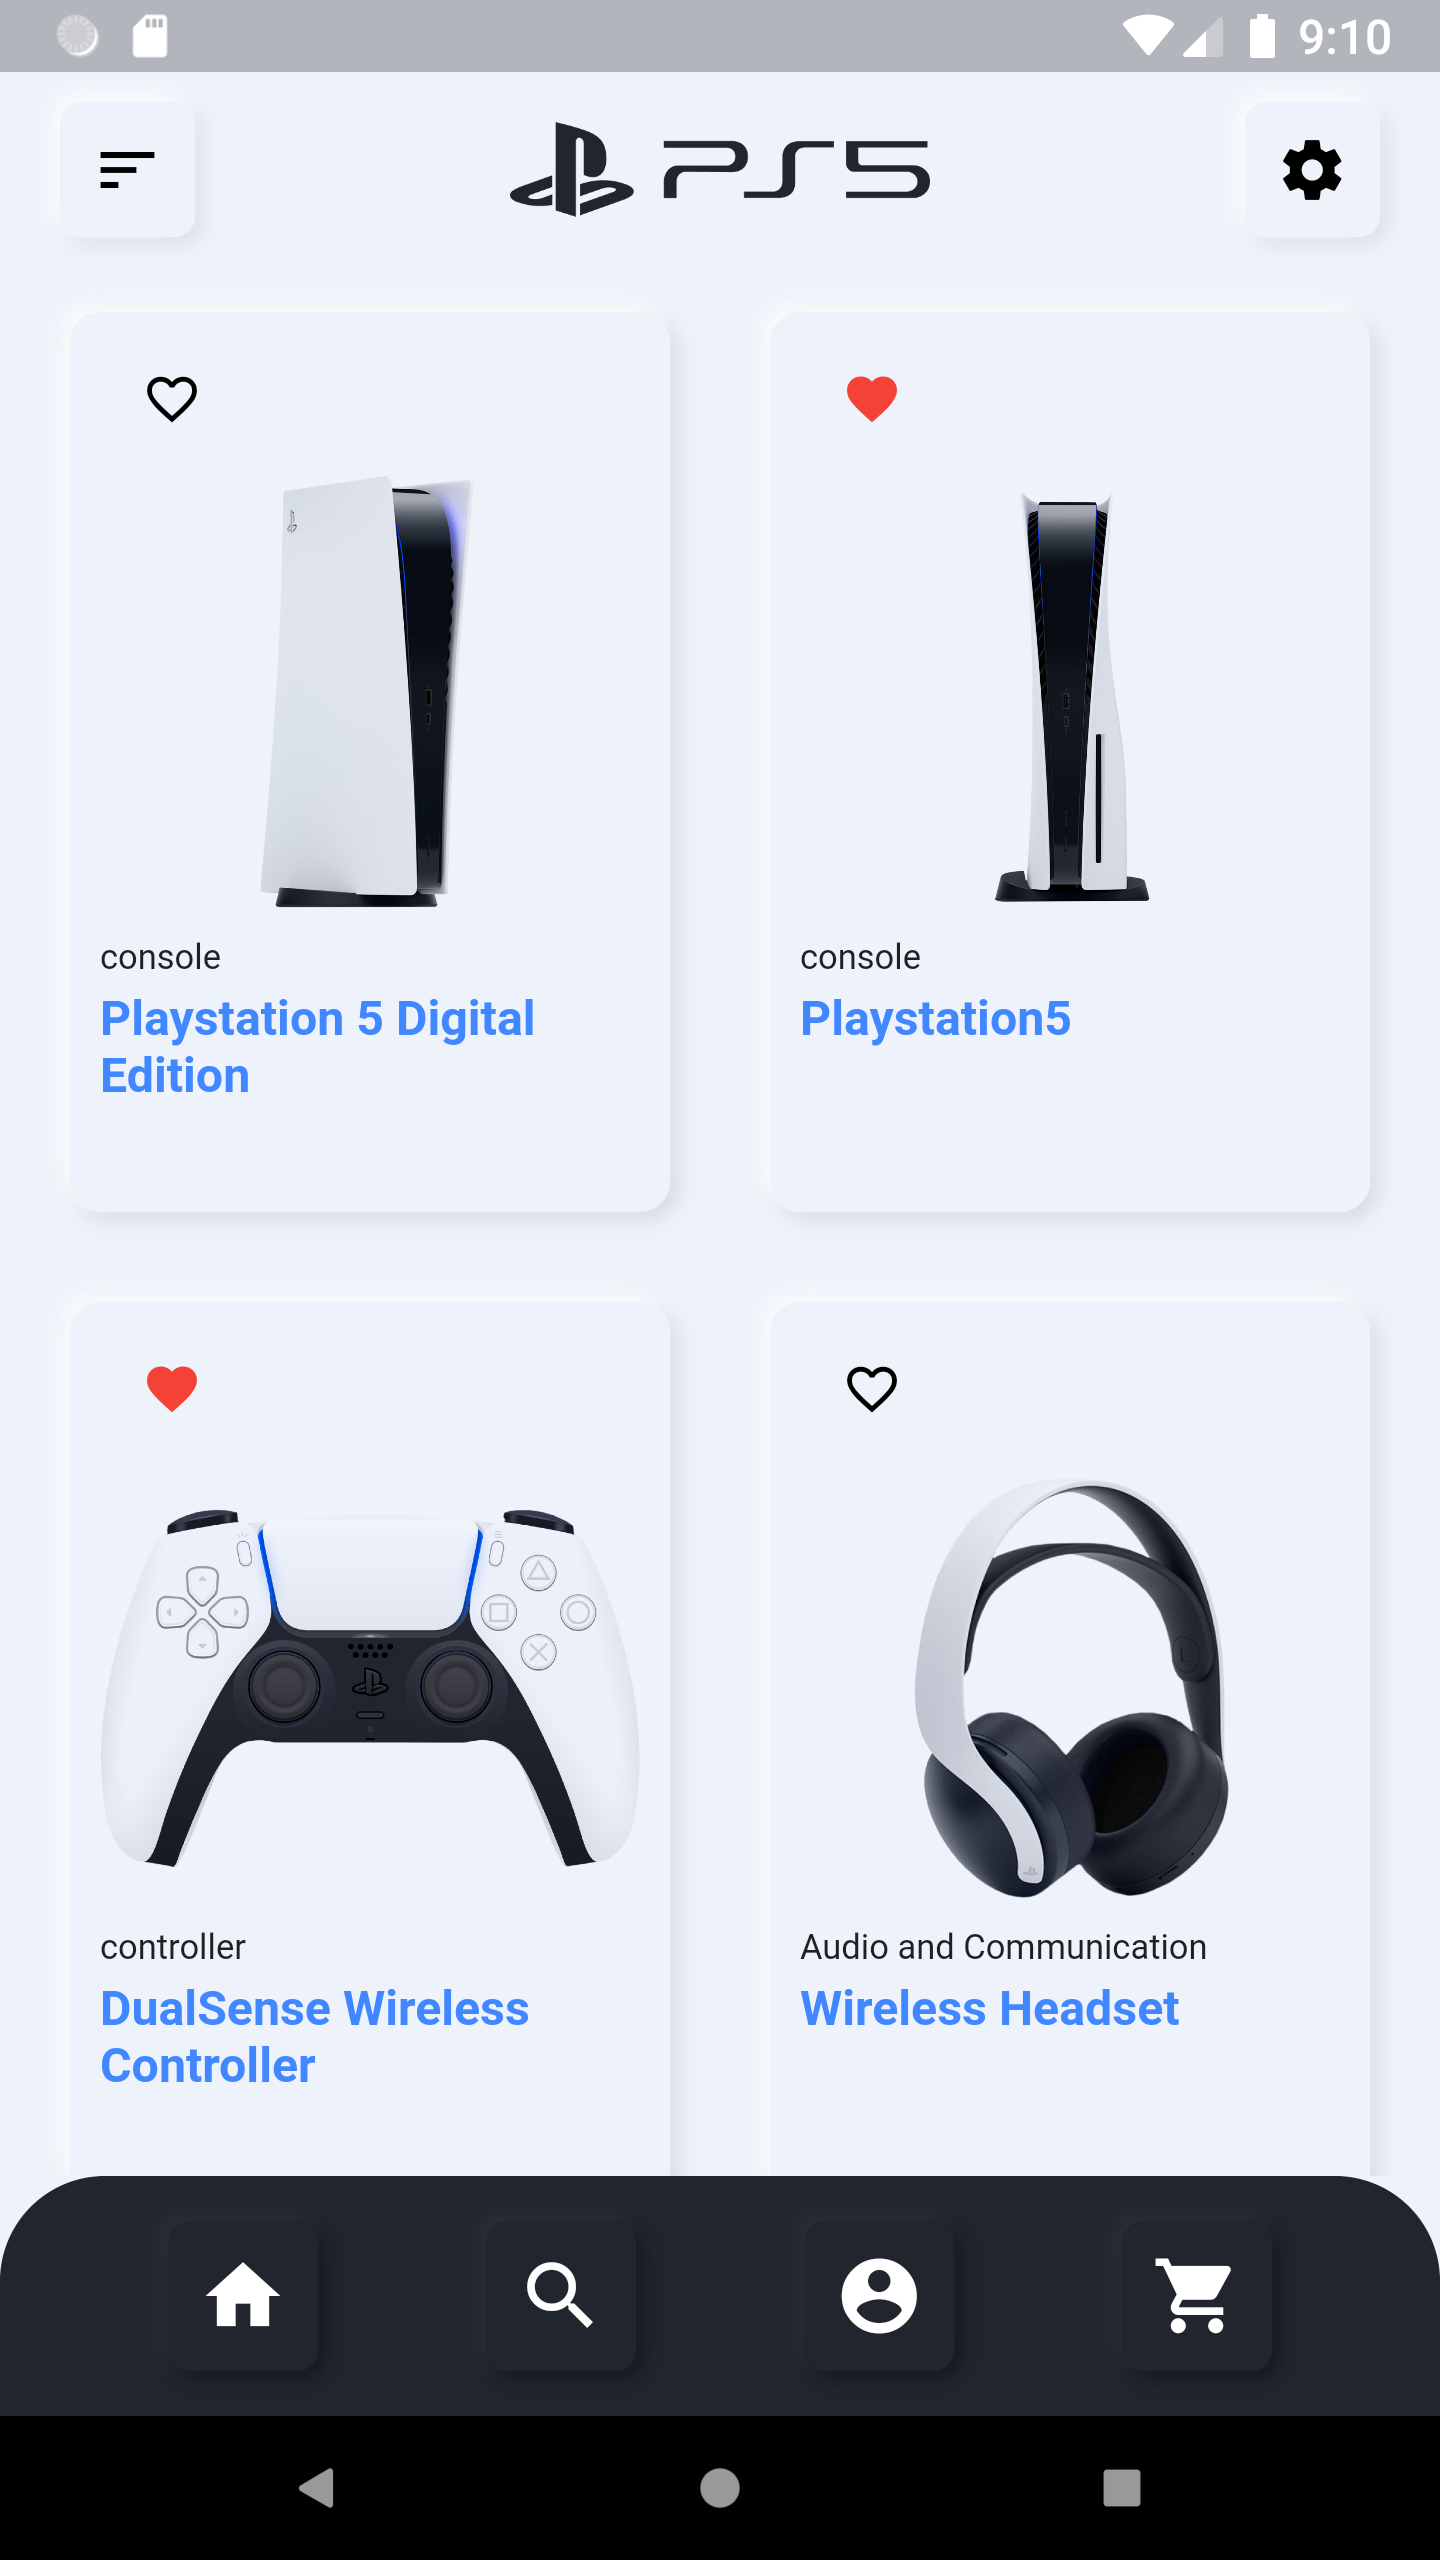 9:10
PS5
console
Playstation 5 Digital
Edition
console
Playstation5
controller
DualSense Wireless
Controller
Audio and Communication
Wireless Headset